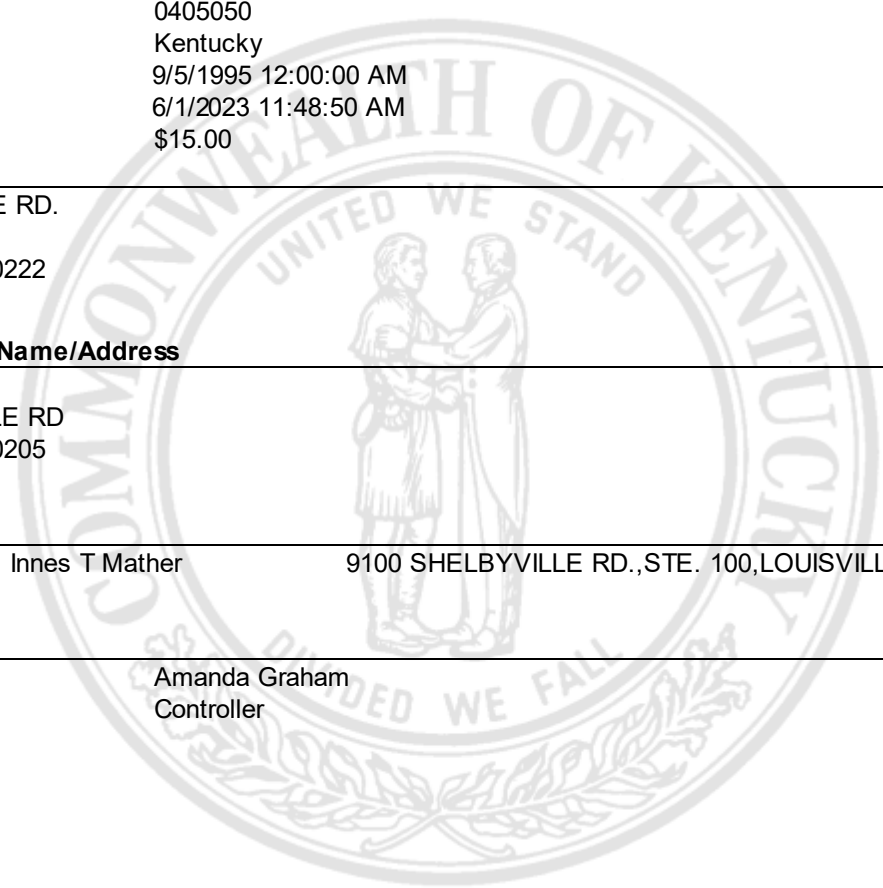 0405050
Kentucky
9/5/1995 12:00:00 AM
6/1/2023 11:48:50 AM
$15.00
E RD.
0222
Name/Address
LE RD
0205
Innes T Mather 9100 SHELBYVILLE RD.,STE. 100,LOUISVILL
Amanda Graham
Controller
COMMONWEALTH OF KENTUCKY
UNITED WE STAND
DIVIDED WE FALL